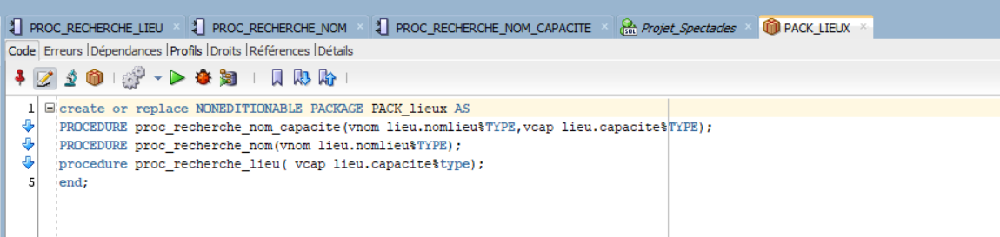 PROC_RECHERCHE_LIEU × PROC_RECHERCHE_NOM × PROC_RECHERCHE_NOM_CAPACITE × Projet_Spectacles × PACK_LIEUX ×
Code Erreurs |Dépendances |Profils |Droits |Références |Détails
1 create or replace NONEDITIONABLE PACKAGE PACK_lieux AS
PROCEDURE proc_recherche_nom_capacite(vnom lieu.nomlieu%TYPE,vcap lieu.capacite%TYPE);
PROCEDURE proc_recherche_nom(vnom lieu.nomlieu%TYPE);
procedure proc_recherche_lieu( vcap lieu.capacite%type);
5 end;